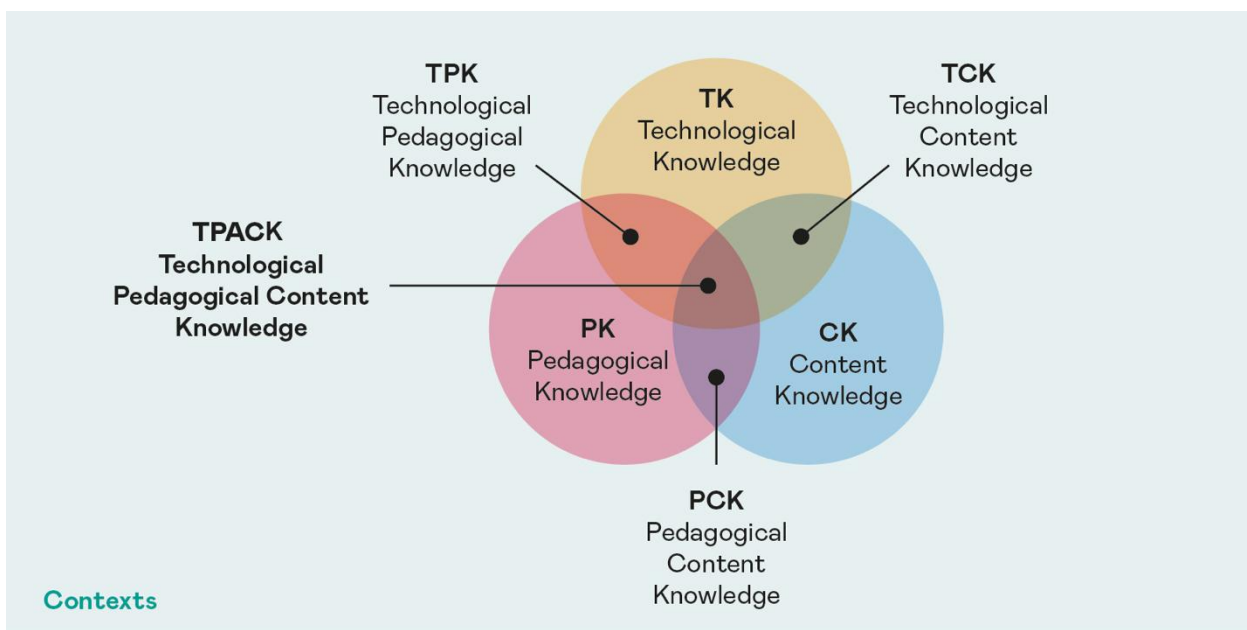 TPK
Technological
Pedagogical
Knowledge
TK
Technological
Knowledge
TCK
Technological
Content
Knowledge
TPACK
Technological
Pedagogical Content
Knowledge
PK
Pedagogical
Knowledge
CK
Content
Knowledge
PCK
Pedagogical
Content
Knowledge
Contexts